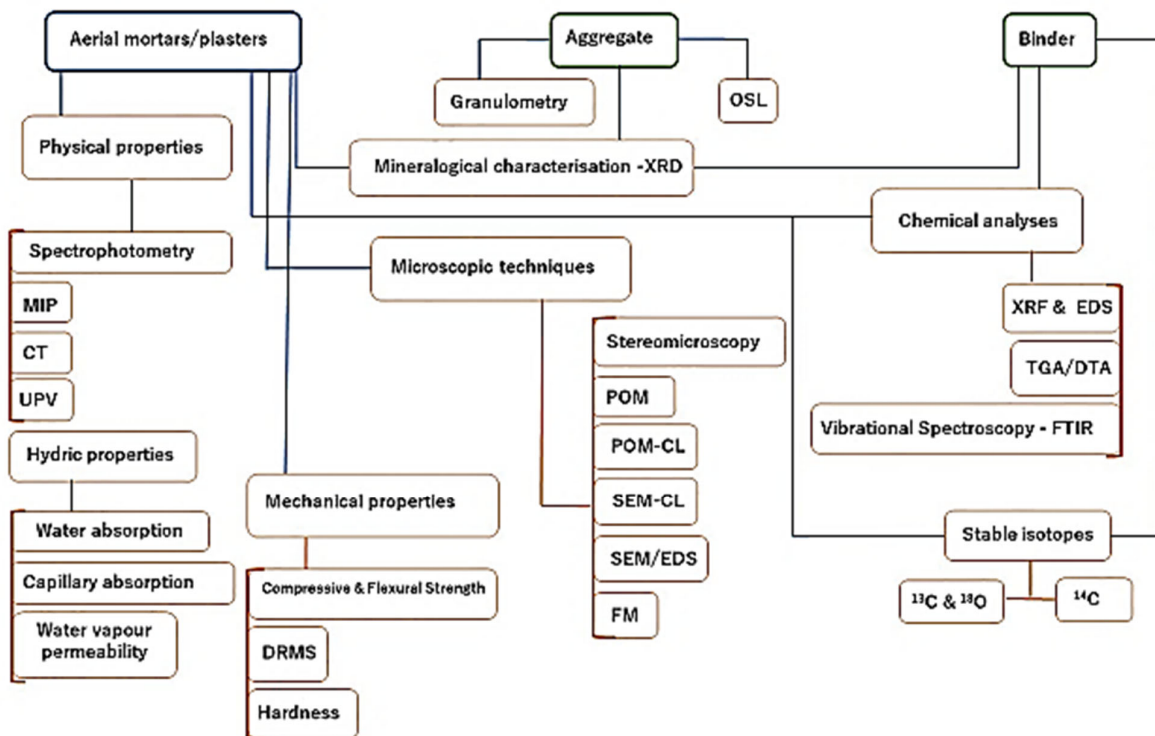 Aerial mortars/plasters
Aggregate
Binder
Granulometry
OSL
Physical properties
Mineralogical characterisation -XRD
Chemical analyses
Spectrophotometry
Microscopic techniques
MIP
XRF & EDS
CT
Stereomicroscopy
TGA/DTA
UPV
POM
Vibrational Spectroscopy - FTIR
Hydric properties
POM-CL
Mechanical properties
SEM-CL
Water absorption
Stable isotopes
SEM/EDS
Capillary absorption
Compressive & Flexural Strength
¹³C & ¹⁸O
¹⁴C
FM
Water vapour
permeability
DRMS
Hardness